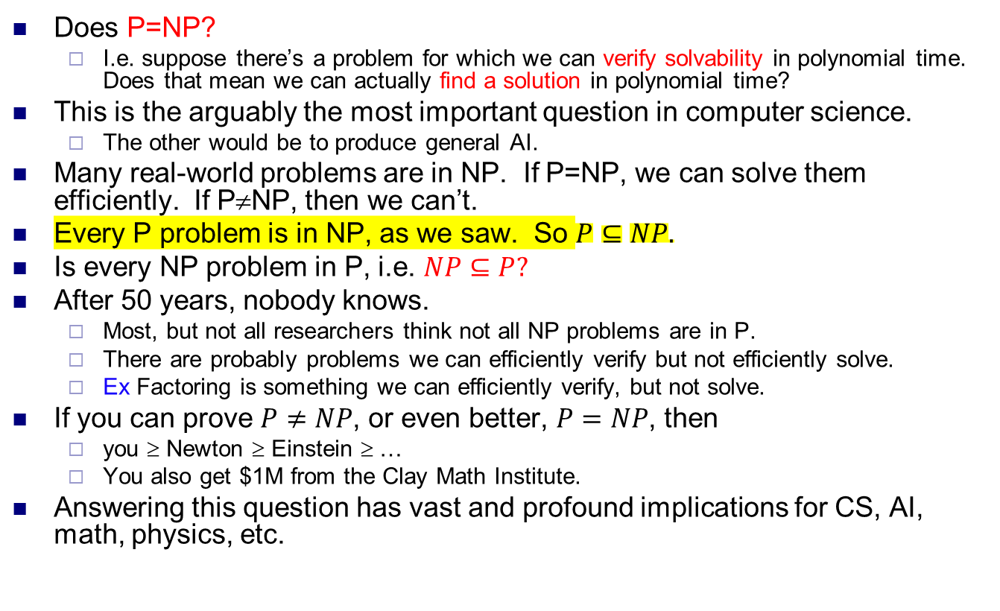 Does P=NP?
I.e. suppose there’s a problem for which we can verify solvability in polynomial time.
Does that mean we can actually find a solution in polynomial time?
This is the arguably the most important question in computer science.
The other would be to produce general AI.
Many real-world problems are in NP.  If P=NP, we can solve them
efficiently.  If P≠NP, then we can’t.
Every P problem is in NP, as we saw.  So P ⊆ NP.
Is every NP problem in P, i.e. NP ⊆ P?
After 50 years, nobody knows.
Most, but not all researchers think not all NP problems are in P.
There are probably problems we can efficiently verify but not efficiently solve.
Ex Factoring is something we can efficiently verify, but not solve.
If you can prove P ≠ NP, or even better, P = NP, then
you ≥ Newton ≥ Einstein ≥ …
You also get $1M from the Clay Math Institute.
Answering this question has vast and profound implications for CS, AI,
math, physics, etc.